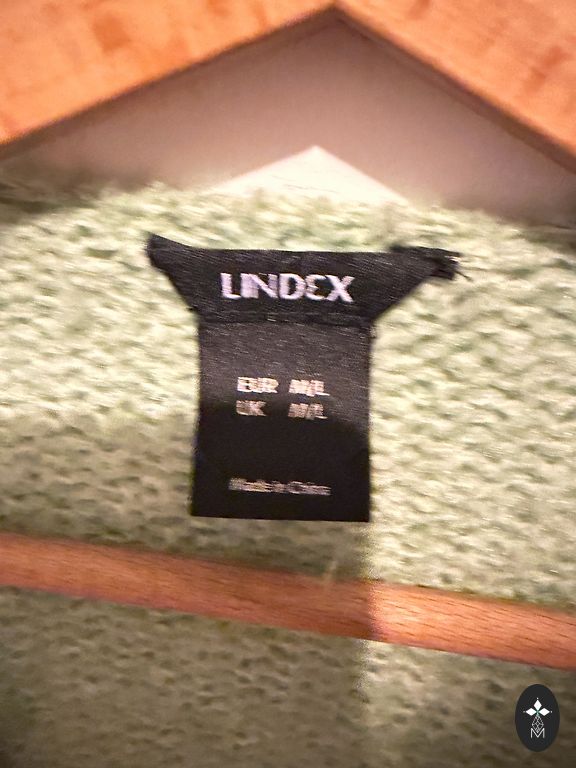 LINDEX
EUR M/L
UK M/L
Made in China
M